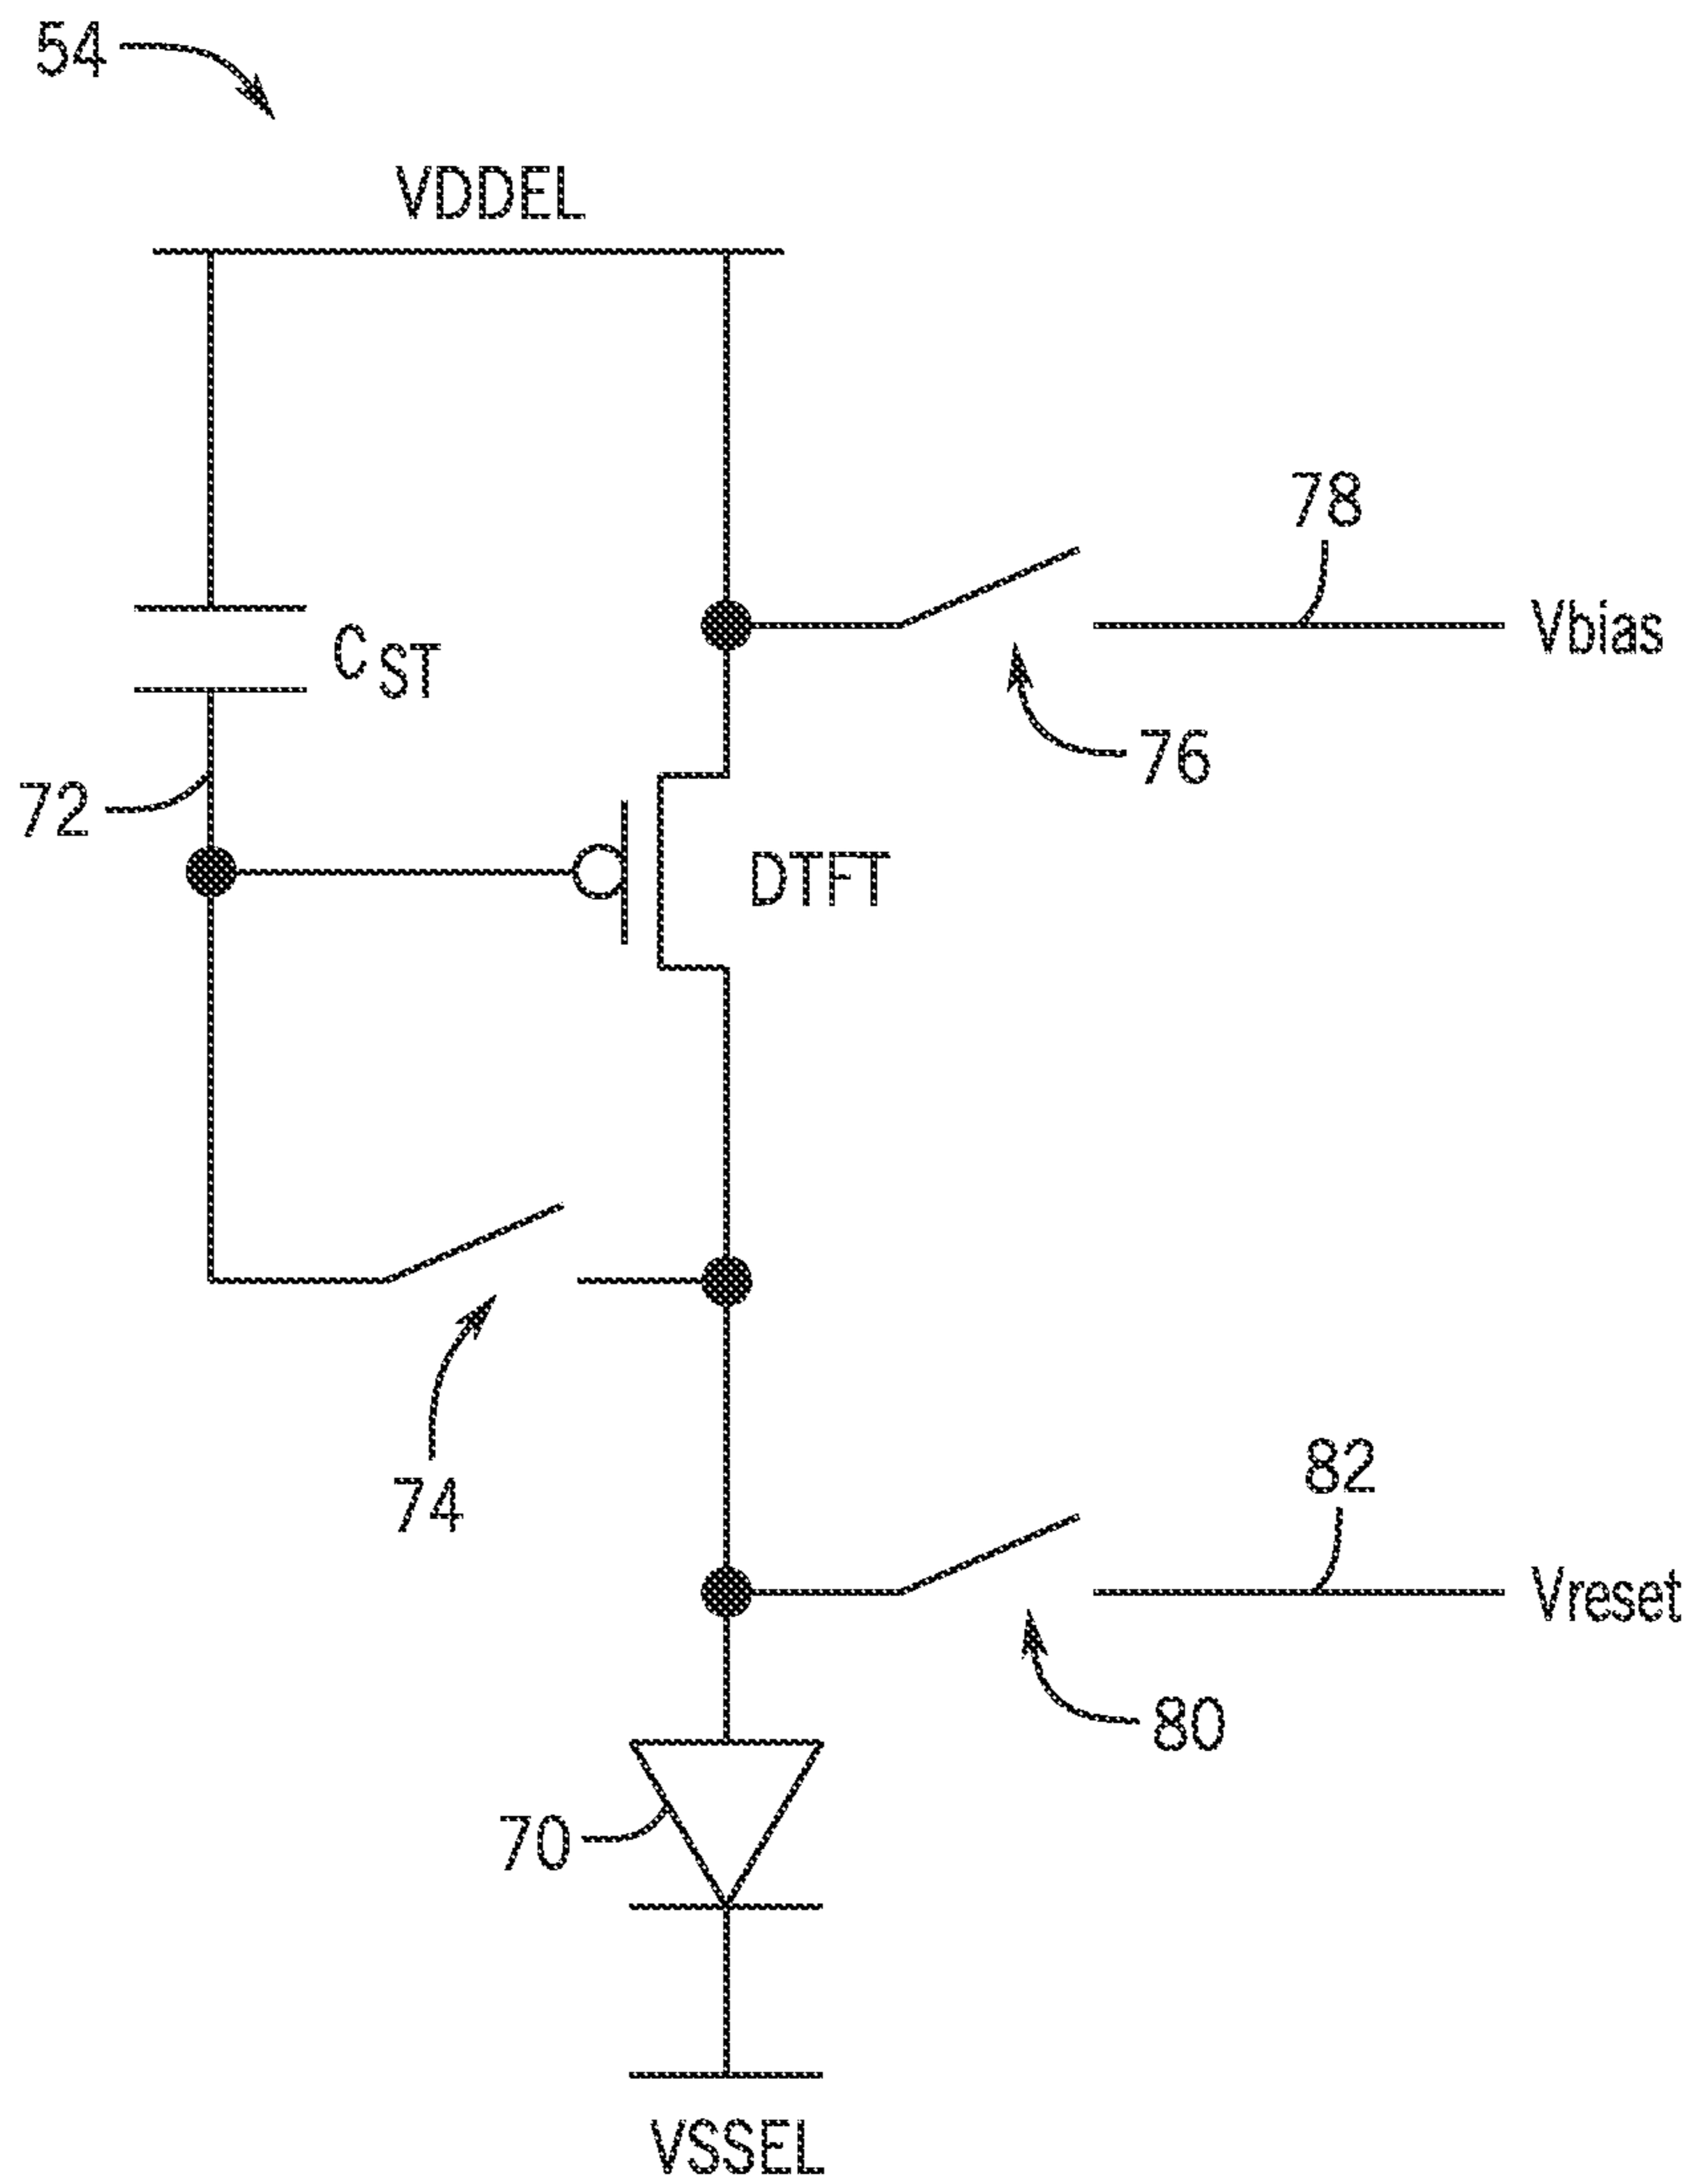 54
VDDEL
78
Vbias
CST
76
72
DTFT
74
82
Vreset
80
70
VSSEL